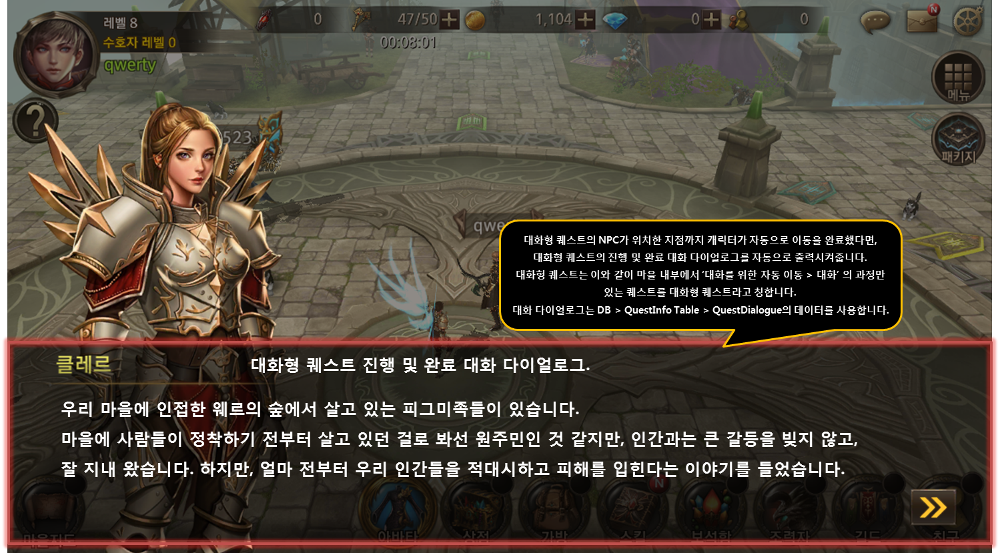 레벨 8
수호자 레벨 0
qwerty
0
47/50
00:08:01
1,104
0
0
N
메뉴
패키지
?
523
qwe
대화형 퀘스트의 NPC가 위치한 지점까지 캐릭터가 자동으로 이동을 완료했다면,
대화형 퀘스트의 진행 및 완료 대화 다이얼로그를 자동으로 출력시켜줍니다.
대화형 퀘스트는 이와 같이 마을 내부에서 ‘대화를 위한 자동 이동 > 대화’ 의 과정만
있는 퀘스트를 대화형 퀘스트라고 칭합니다.
대화 다이얼로그는 DB > QuestInfo Table > QuestDialogue의 데이터를 사용합니다.
클레르
대화형 퀘스트 진행 및 완료 대화 다이얼로그.
우리 마을에 인접한 웨르의 숲에서 살고 있는 피그미족들이 있습니다.
마을에 사람들이 정착하기 전부터 살고 있던 걸로 봐선 원주민인 것 같지만, 인간과는 큰 갈등을 빚지 않고,
잘 지내 왔습니다. 하지만, 얼마 전부터 우리 인간들을 적대시하고 피해를 입힌다는 이야기를 들었습니다.
N
마을지도
아바타
상점
가방
스킬
보석함
조력자
길드
친구